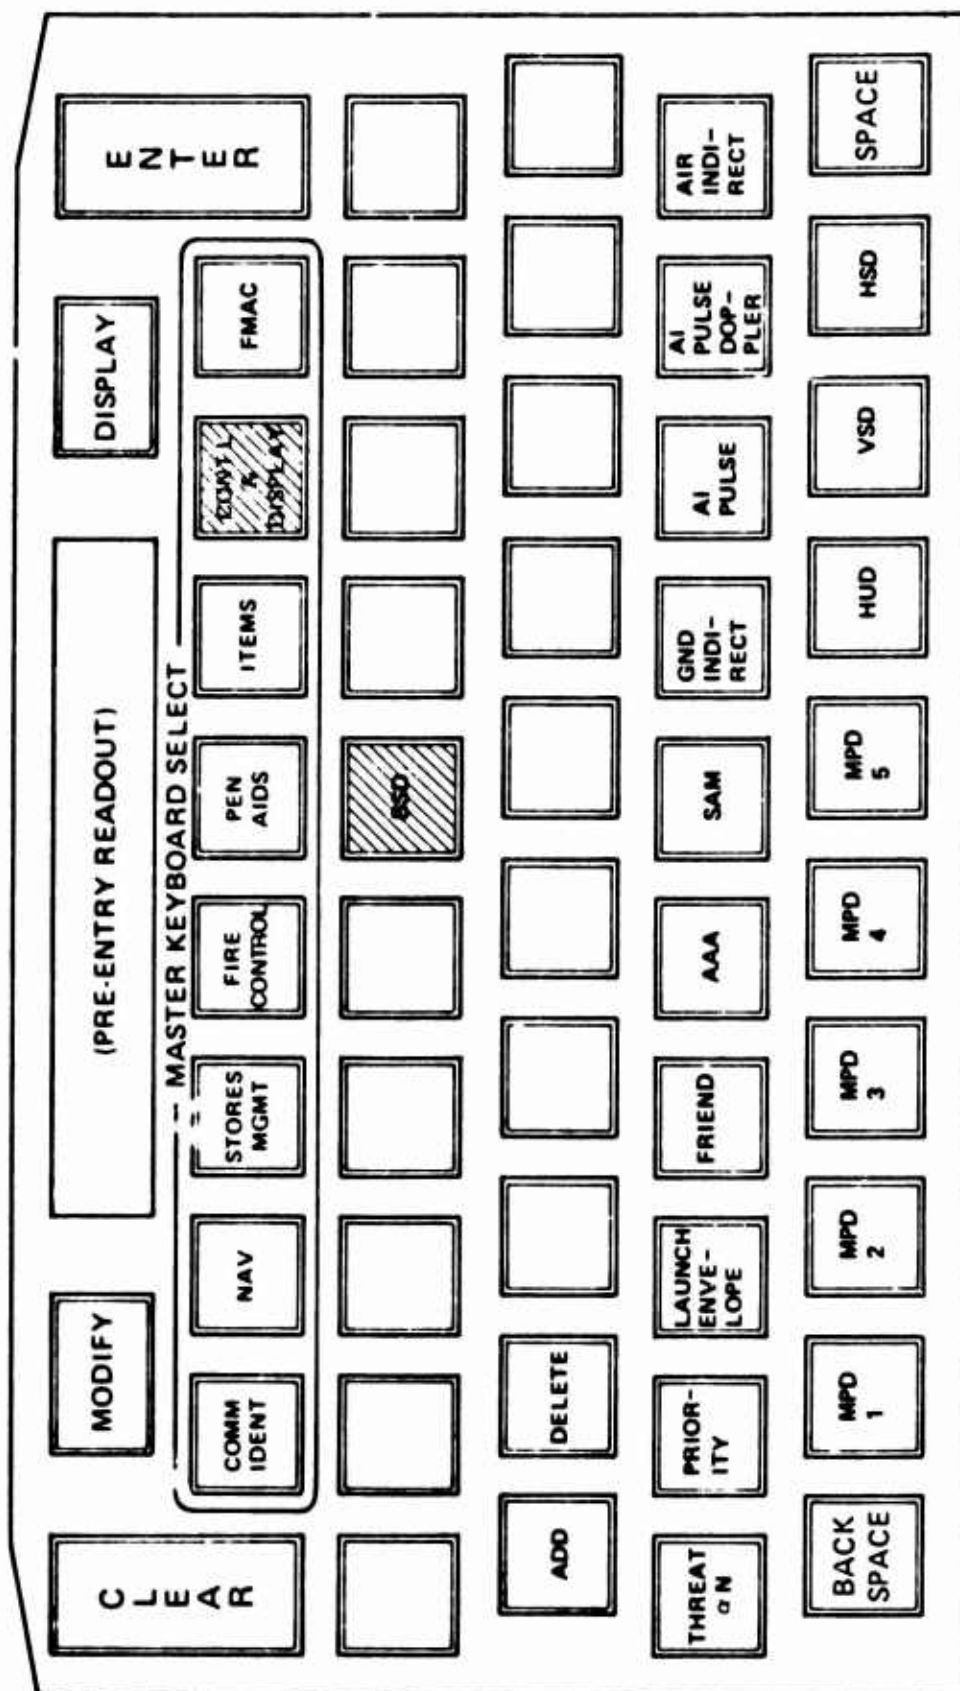 C
L
E
A
R
MODIFY
(PRE-ENTRY READOUT)
DISPLAY
E
N
T
E
R
MASTER KEYBOARD SELECT
COMM
IDENT
NAV
STORES
MGMT
FIRE
CONTROL
PEN
AIDS
ITEMS
CONT'L
&
DISPLAY
FMAC
BSD
ADD
DELETE
THREAT
α N
PRIOR-
ITY
LAUNCH
ENVE-
LOPE
FRIEND
AAA
SAM
GND
INDI-
RECT
AI
PULSE
AI
PULSE
DOP-
PLER
AIR
INDI-
RECT
BACK
SPACE
MPD
1
MPD
2
MPD
3
MPD
4
MPD
5
HUD
VSD
HSD
SPACE